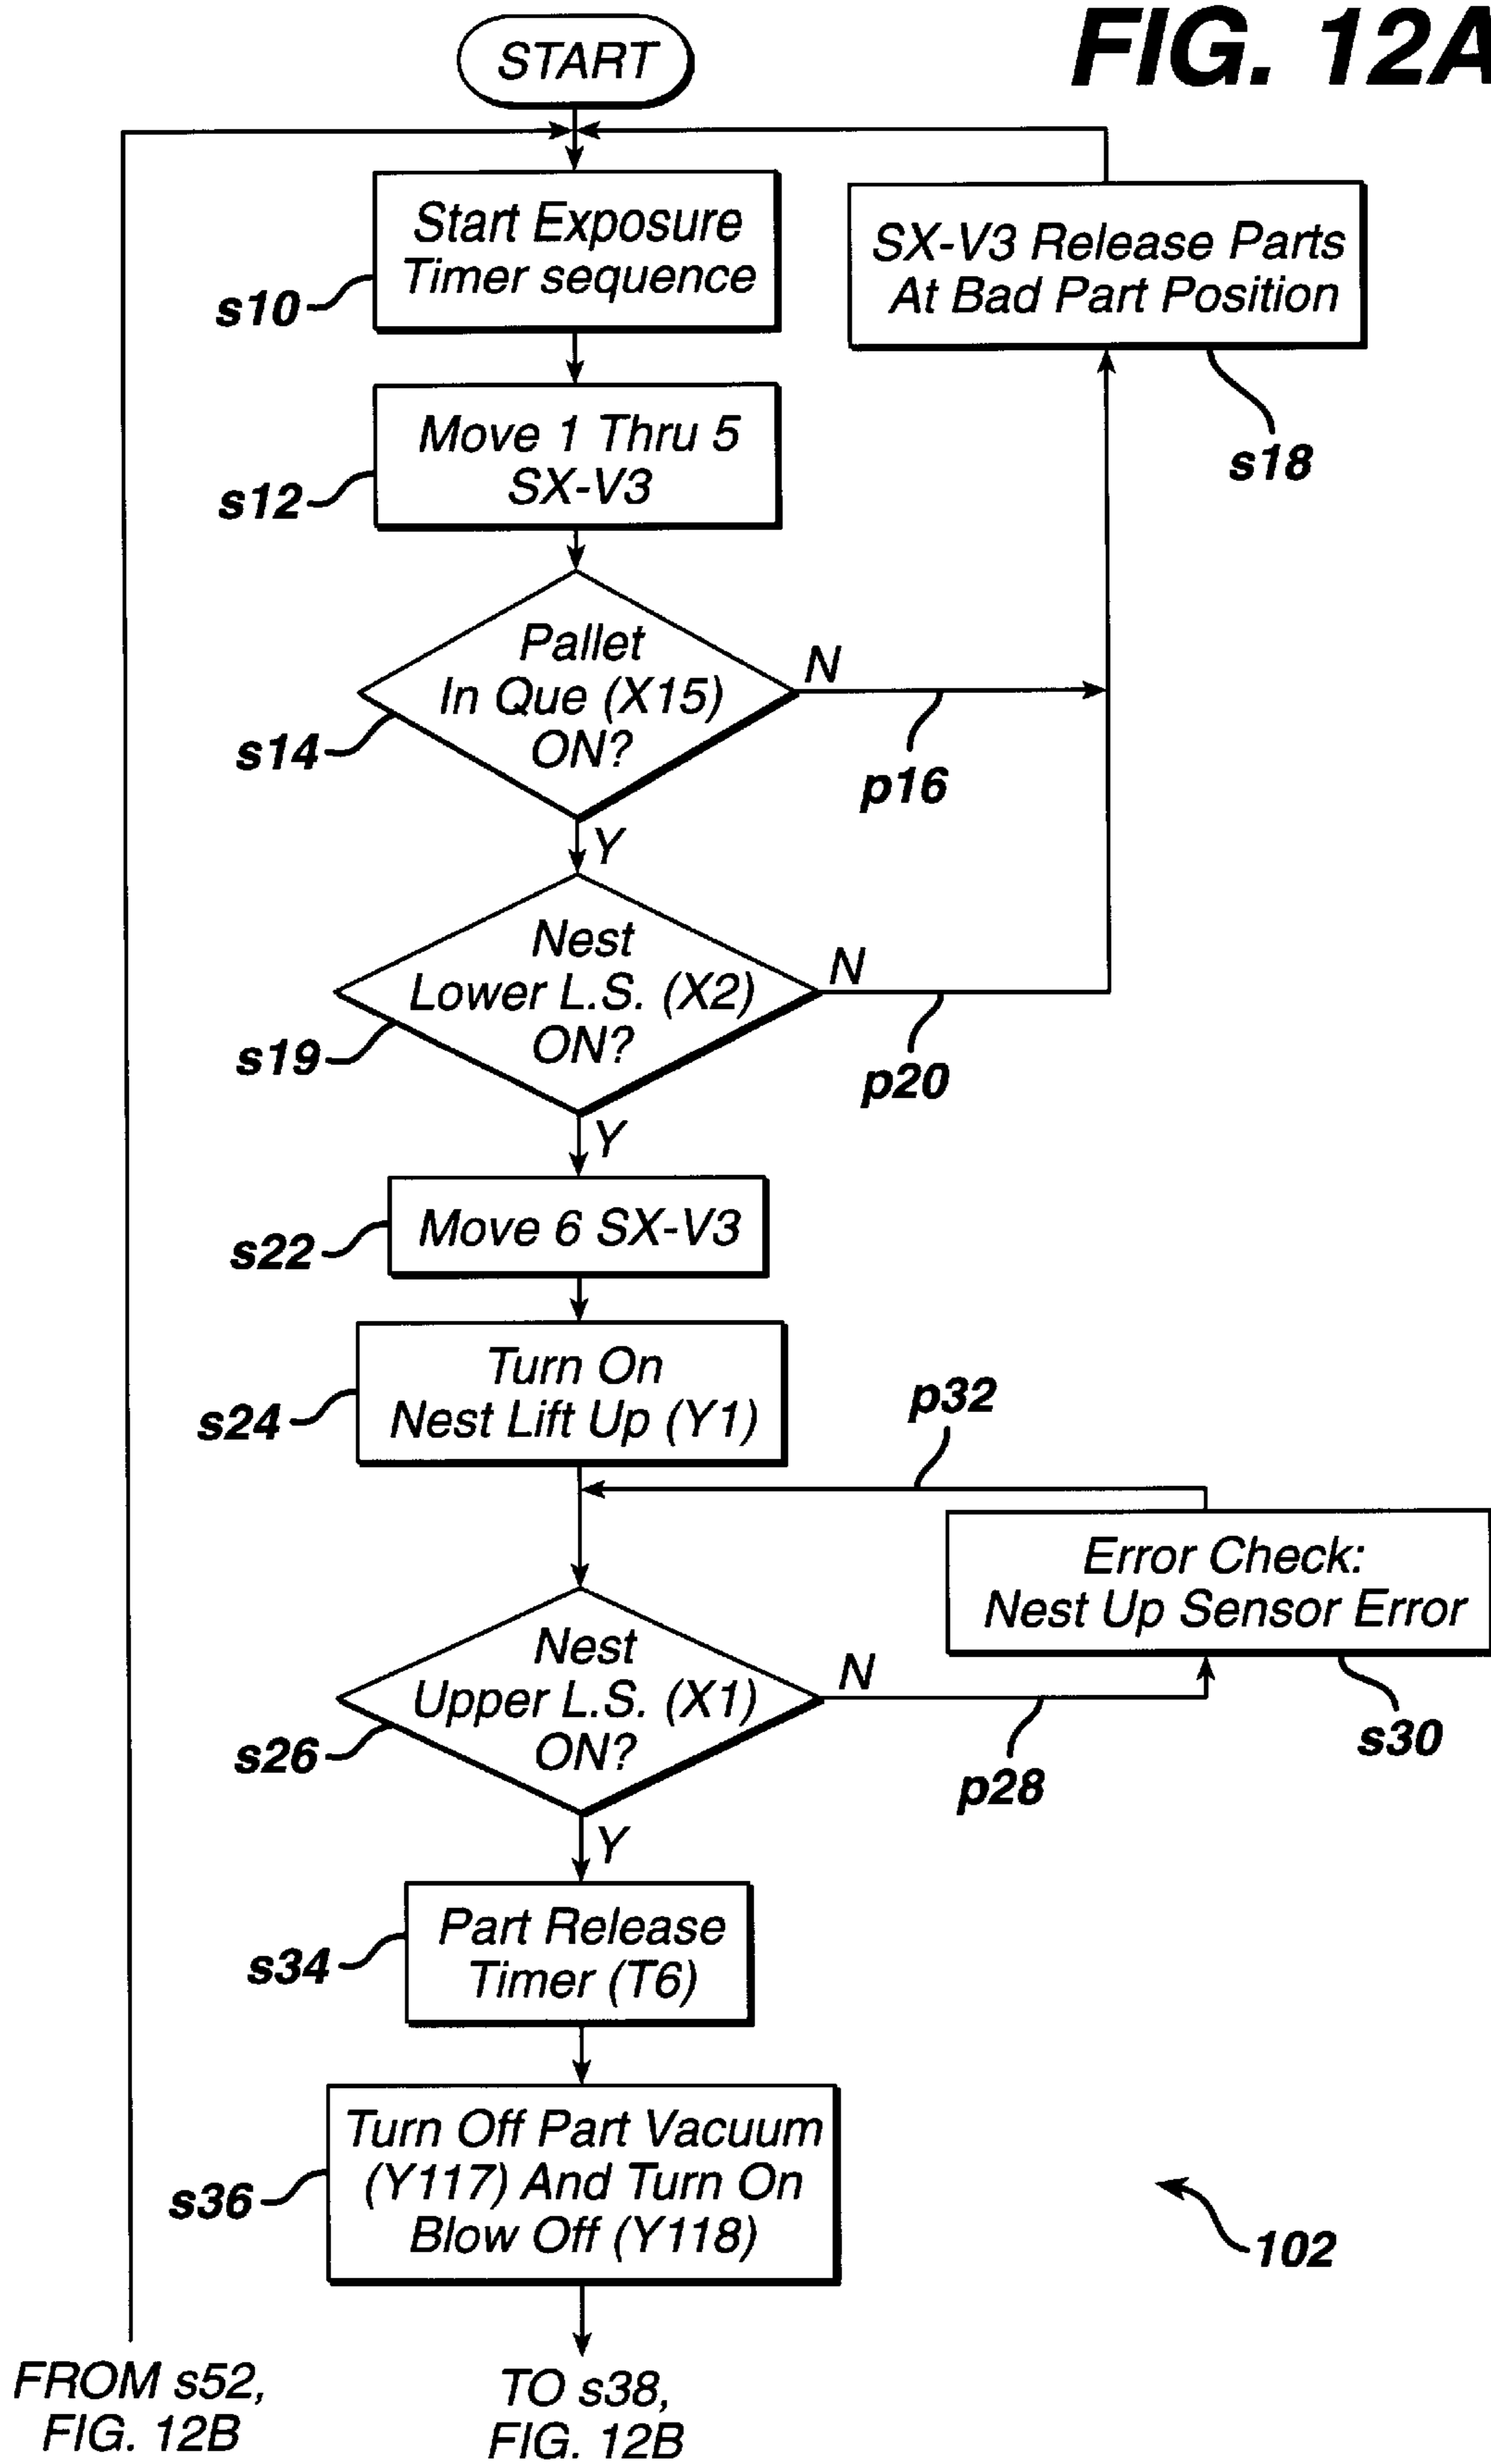 FIG. 12A
START
Start Exposure
Timer sequence
s10
SX-V3 Release Parts
At Bad Part Position
s18
Move 1 Thru 5
SX-V3
s12
Pallet
In Que (X15)
ON?
s14
N
p16
Y
Nest
Lower L.S. (X2)
ON?
s19
N
p20
Y
Move 6 SX-V3
s22
Turn On
Nest Lift Up (Y1)
s24
p32
Error Check:
Nest Up Sensor Error
s30
Nest
Upper L.S. (X1)
ON?
s26
N
p28
Y
Part Release
Timer (T6)
s34
Turn Off Part Vacuum
(Y117) And Turn On
Blow Off (Y118)
s36
102
FROM s52,
FIG. 12B
TO s38,
FIG. 12B